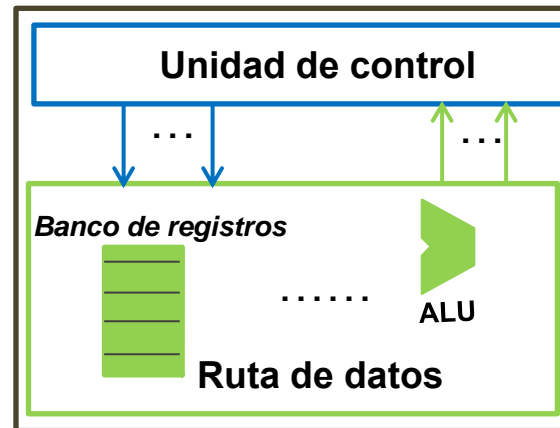 Unidad de control
... ...
Banco de registros
......
ALU
Ruta de datos